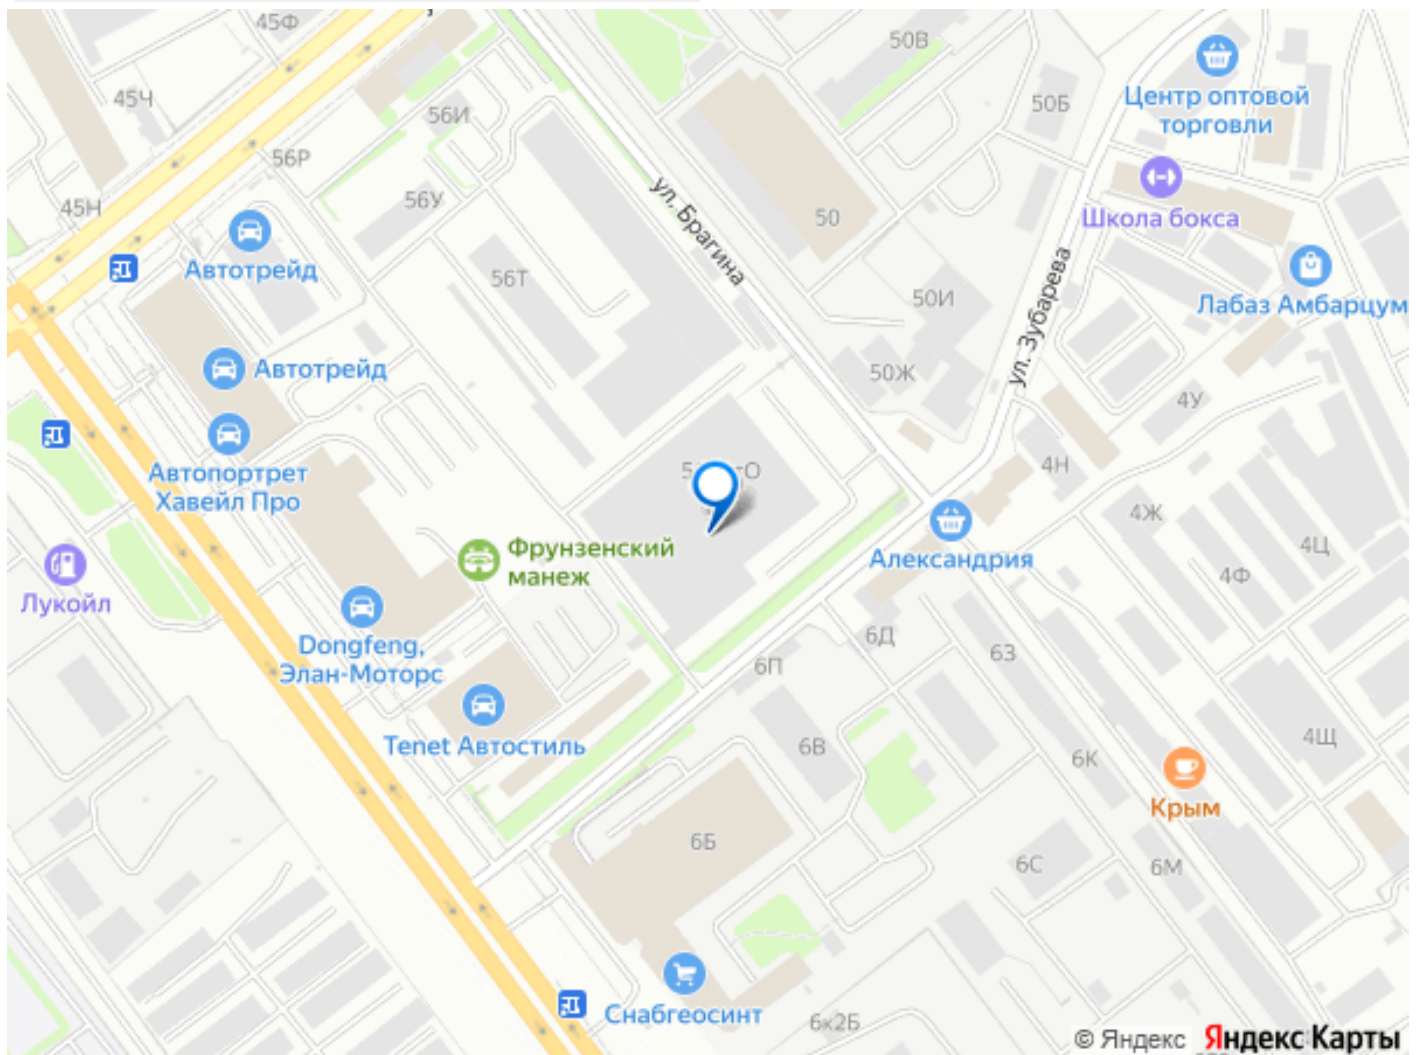 45Ф
50В
45Ч
56И
50Б
Центр оптовой
торговли
56Р
56У
45Н
ул. Брагина
50
Школа бокса
Автотрейд
56Т
50И
ул. Зубарева
Лабаз Амбарцум
Автотрейд
50Ж
4У
Автопортрет
Хавейл Про
4Н
4Ж
Фрунзенский
манеж
Александрия
4Ц
4Ф
Лукойл
Dongfeng,
Элан-Моторс
6Д
6З
6П
Tenet Автостиль
6В
4Щ
6К
Крым
6Б
6С
6М
Снабгеосинт
6к2Б
© Яндекс Яндекс Карты